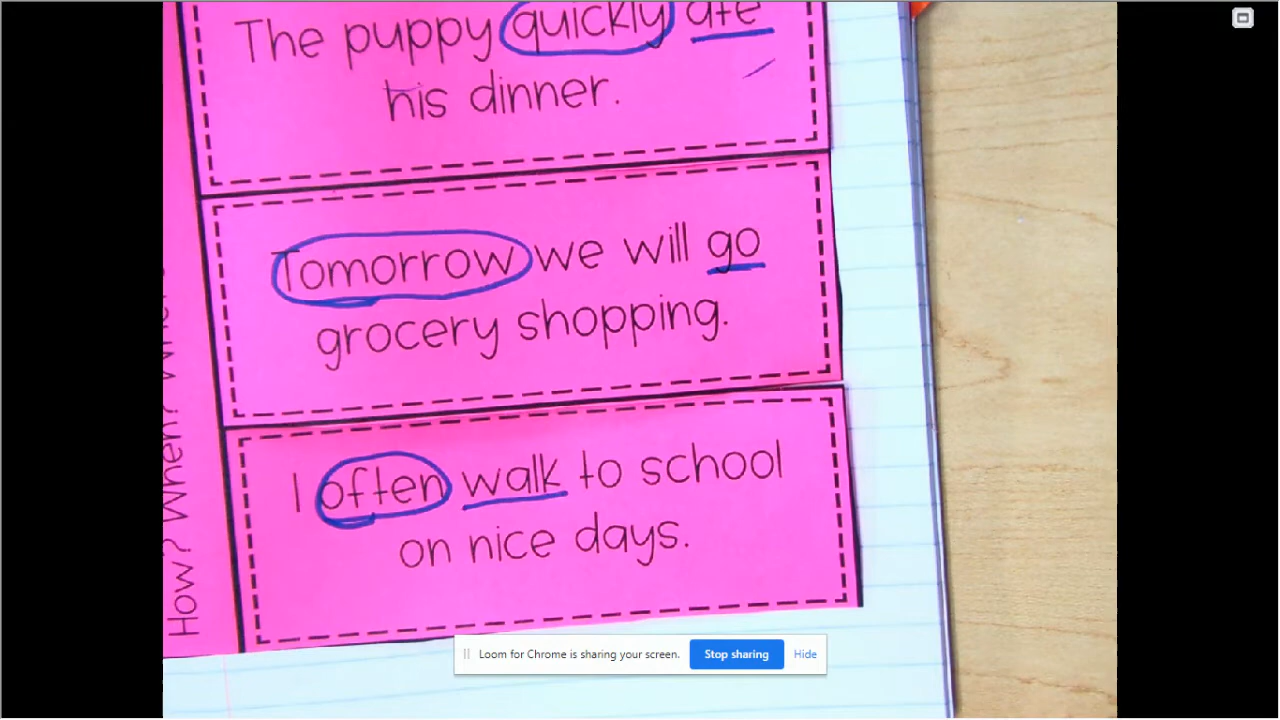 The puppy quickly ate
his dinner.
Tomorrow we will go
grocery shopping.
I often walk to school
on nice days.
How? When?
Loom for Chrome is sharing your screen.
Stop sharing
Hide